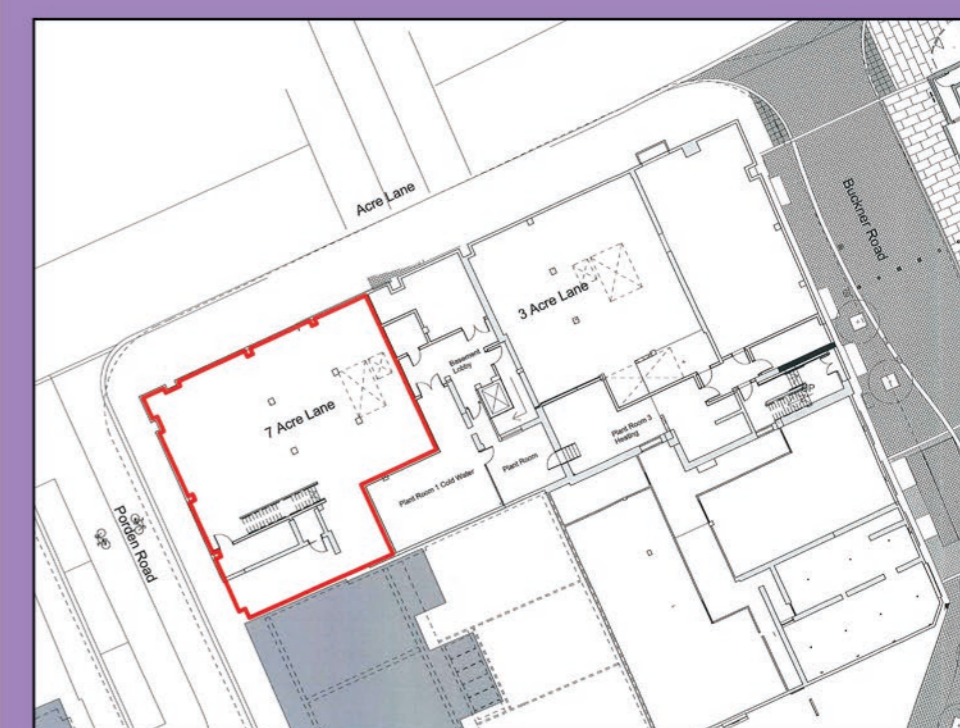 Acre Lane
Buckner Road
3 Acre Lane
Basement
Lobby
7 Acre Lane
Plant Room 3
Heating
Plant Room
Plant Room 1 Cold Water
Porden Road